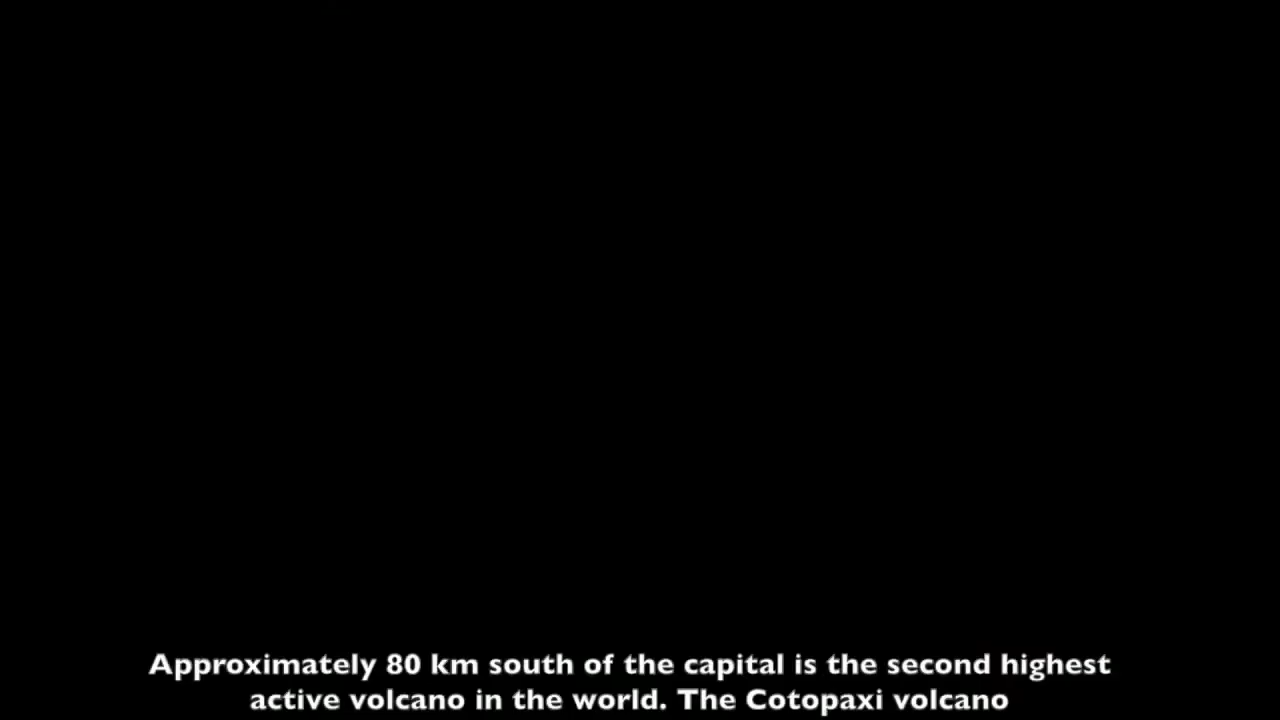 Approximately 80 km south of the capital is the second highest
active volcano in the world. The Cotopaxi volcano